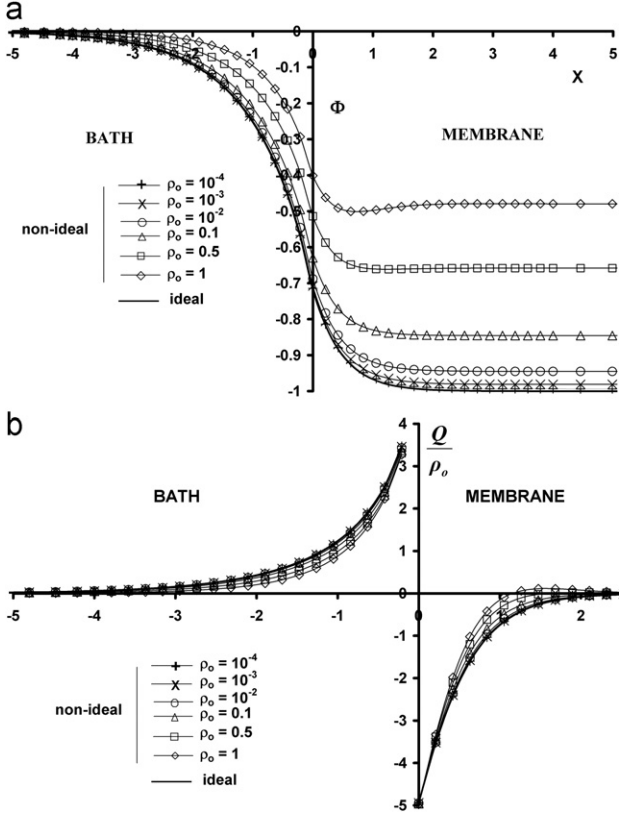 a
-5 -4 -3 -2 -1 0 1 2 3 4 5
X
0
-0.1
-0.2
Φ
-0.3
BATH
MEMBRANE
-0.4
-0.5
-0.6
-0.7
-0.8
-0.9
-1
non-ideal
ρo = 10-4
ρo = 10-3
ρo = 10-2
ρo = 0.1
ρo = 0.5
ρo = 1
ideal
b
4
Q
ρo
3
BATH
MEMBRANE
2
1
0
-5 -4 -3 -2 -1 0 1 2
-1
-2
-3
-4
-5
non-ideal
ρo = 10-4
ρo = 10-3
ρo = 10-2
ρo = 0.1
ρo = 0.5
ρo = 1
ideal